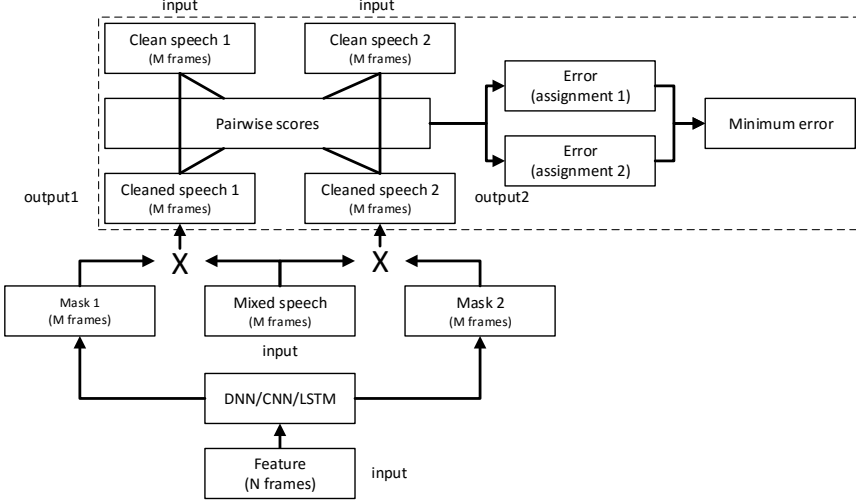 input
input
Clean speech 1
(M frames)
Clean speech 2
(M frames)
Error
(assignment 1)
Pairwise scores
Minimum error
Error
(assignment 2)
output1
Cleaned speech 1
(M frames)
Cleaned speech 2
(M frames)
output2
X
X
Mask 1
(M frames)
Mixed speech
(M frames)
Mask 2
(M frames)
input
DNN/CNN/LSTM
Feature
(N frames)
input